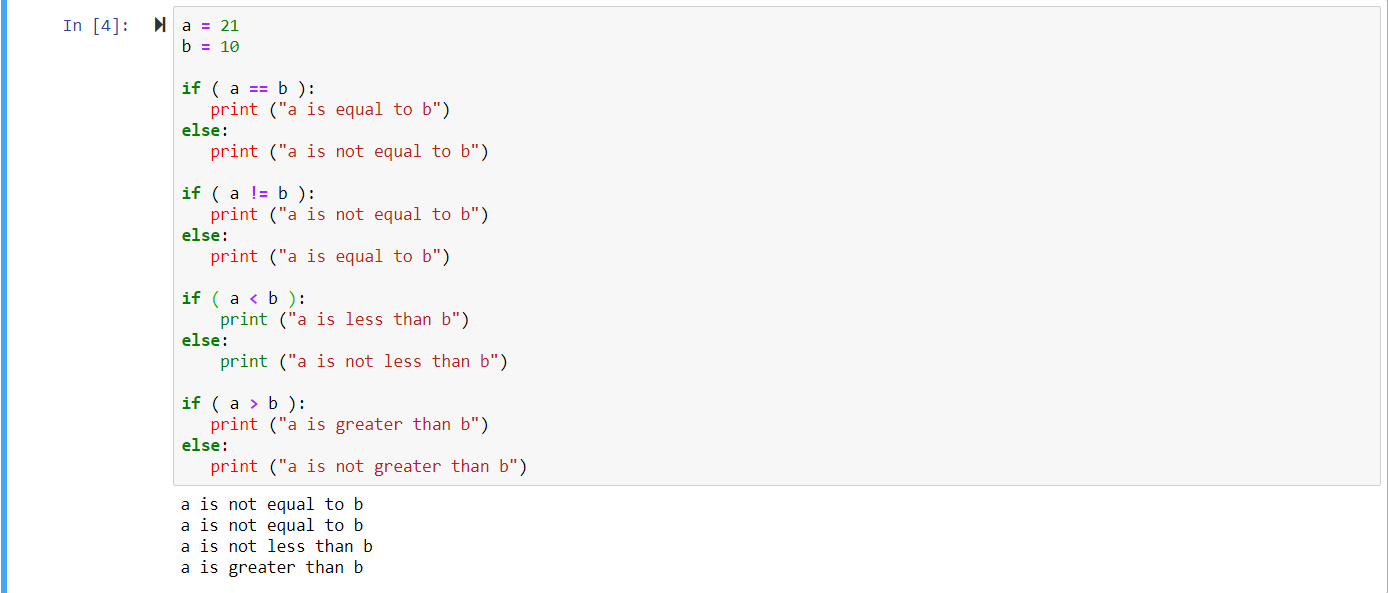 In [4]:
a = 21
b = 10
if ( a == b ):
   print ("a is equal to b")
else:
   print ("a is not equal to b")
if ( a != b ):
   print ("a is not equal to b")
else:
   print ("a is equal to b")
if ( a < b ):
    print ("a is less than b")
else:
    print ("a is not less than b")
if ( a > b ):
   print ("a is greater than b")
else:
   print ("a is not greater than b")
a is not equal to b
a is not equal to b
a is not less than b
a is greater than b